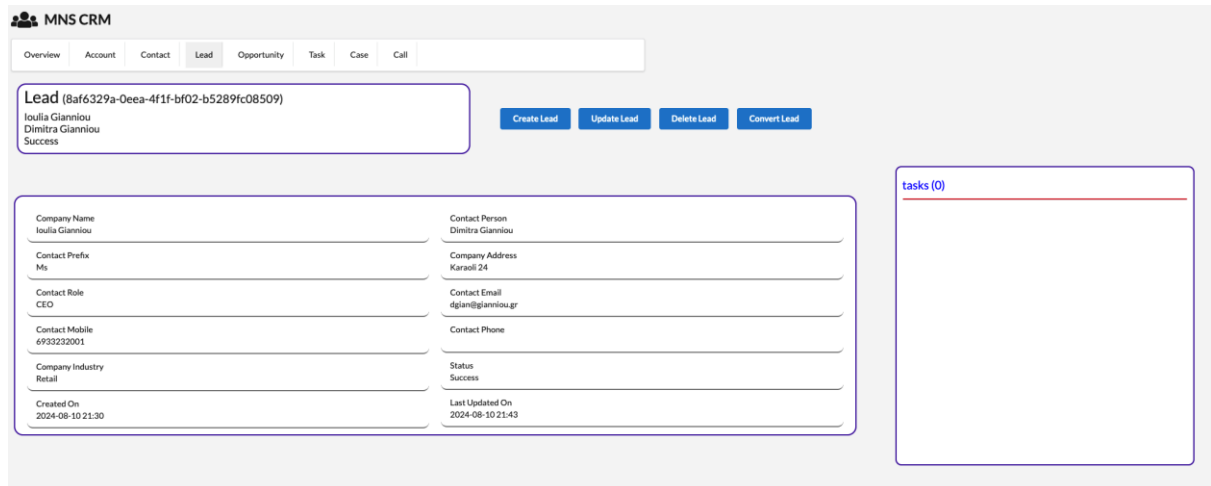 MNS CRM
Overview Account Contact Lead Opportunity Task Case Call
Lead (8af6329a-0eea-4f1f-bf02-b5289fc08509)
Ioulia Gianniou
Dimitra Gianniou
Success
Create Lead Update Lead Delete Lead Convert Lead
tasks (0)
Company Name
Ioulia Gianniou
Contact Person
Dimitra Gianniou
Contact Prefix
Ms
Company Address
Karaoli 24
Contact Role
CEO
Contact Email
dgian@gianniou.gr
Contact Mobile
6933232001
Contact Phone
Company Industry
Retail
Status
Success
Created On
2024-08-10 21:30
Last Updated On
2024-08-10 21:43